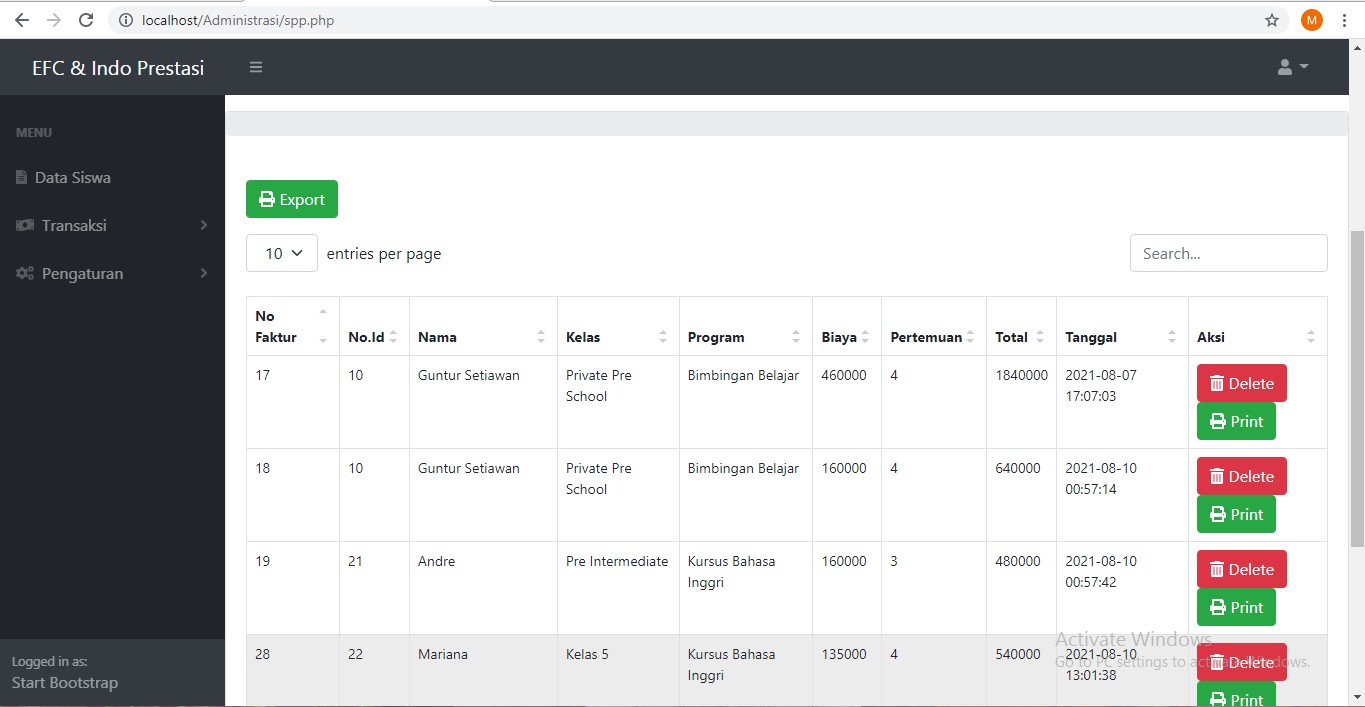 localhost/Administrasi/spp.php
M
EFC & Indo Prestasi
MENU
Data Siswa
Transaksi
Pengaturan
Logged in as:
Start Bootstrap
Export
10 entries per page
Search...
No Faktur No.Id Nama Kelas Program Biaya Pertemuan Total Tanggal Aksi
17 10 Guntur Setiawan Private Pre School Bimbingan Belajar 460000 4 1840000 2021-08-07 17:07:03 Delete Print
18 10 Guntur Setiawan Private Pre School Bimbingan Belajar 160000 4 640000 2021-08-10 00:57:14 Delete Print
19 21 Andre Pre Intermediate Kursus Bahasa Inggri 160000 3 480000 2021-08-10 00:57:42 Delete Print
28 22 Mariana Kelas 5 Kursus Bahasa Inggri 135000 4 540000 2021-08-10 13:01:38 Delete Print
Activate Windows
Go to PC settings to activate Windows.